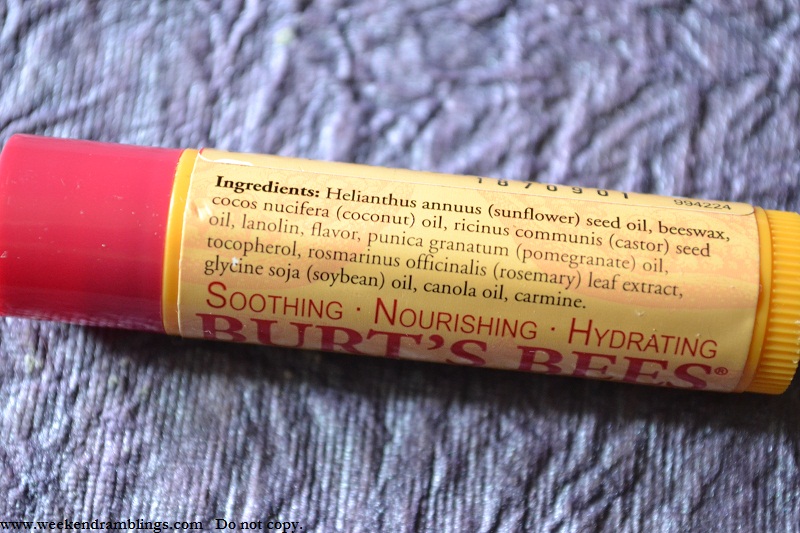 1870901
994224
Ingredients: Helianthus annuus (sunflower) seed oil, beeswax,
cocos nucifera (coconut) oil, ricinus communis (castor) seed
oil, lanolin, flavor, punica granatum (pomegranate) oil,
tocopherol, rosmarinus officinalis (rosemary) leaf extract,
glycine soja (soybean) oil, canola oil, carmine.
SOOTHING · NOURISHING · HYDRATING
BURT'S BEES®
www.weekendramblings.com Do not copy.